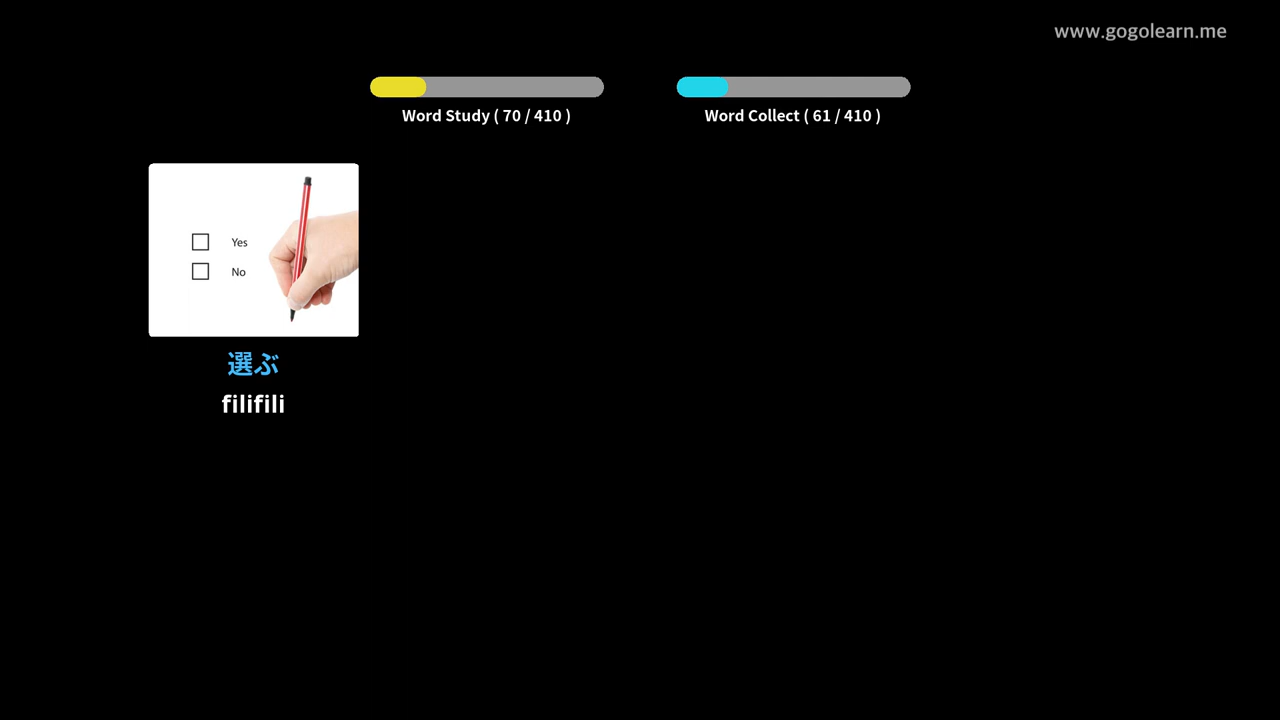 www.gogolearn.me
Word Study ( 70 / 410 )
Word Collect ( 61 / 410 )
Yes
No
選ぶ
filifili